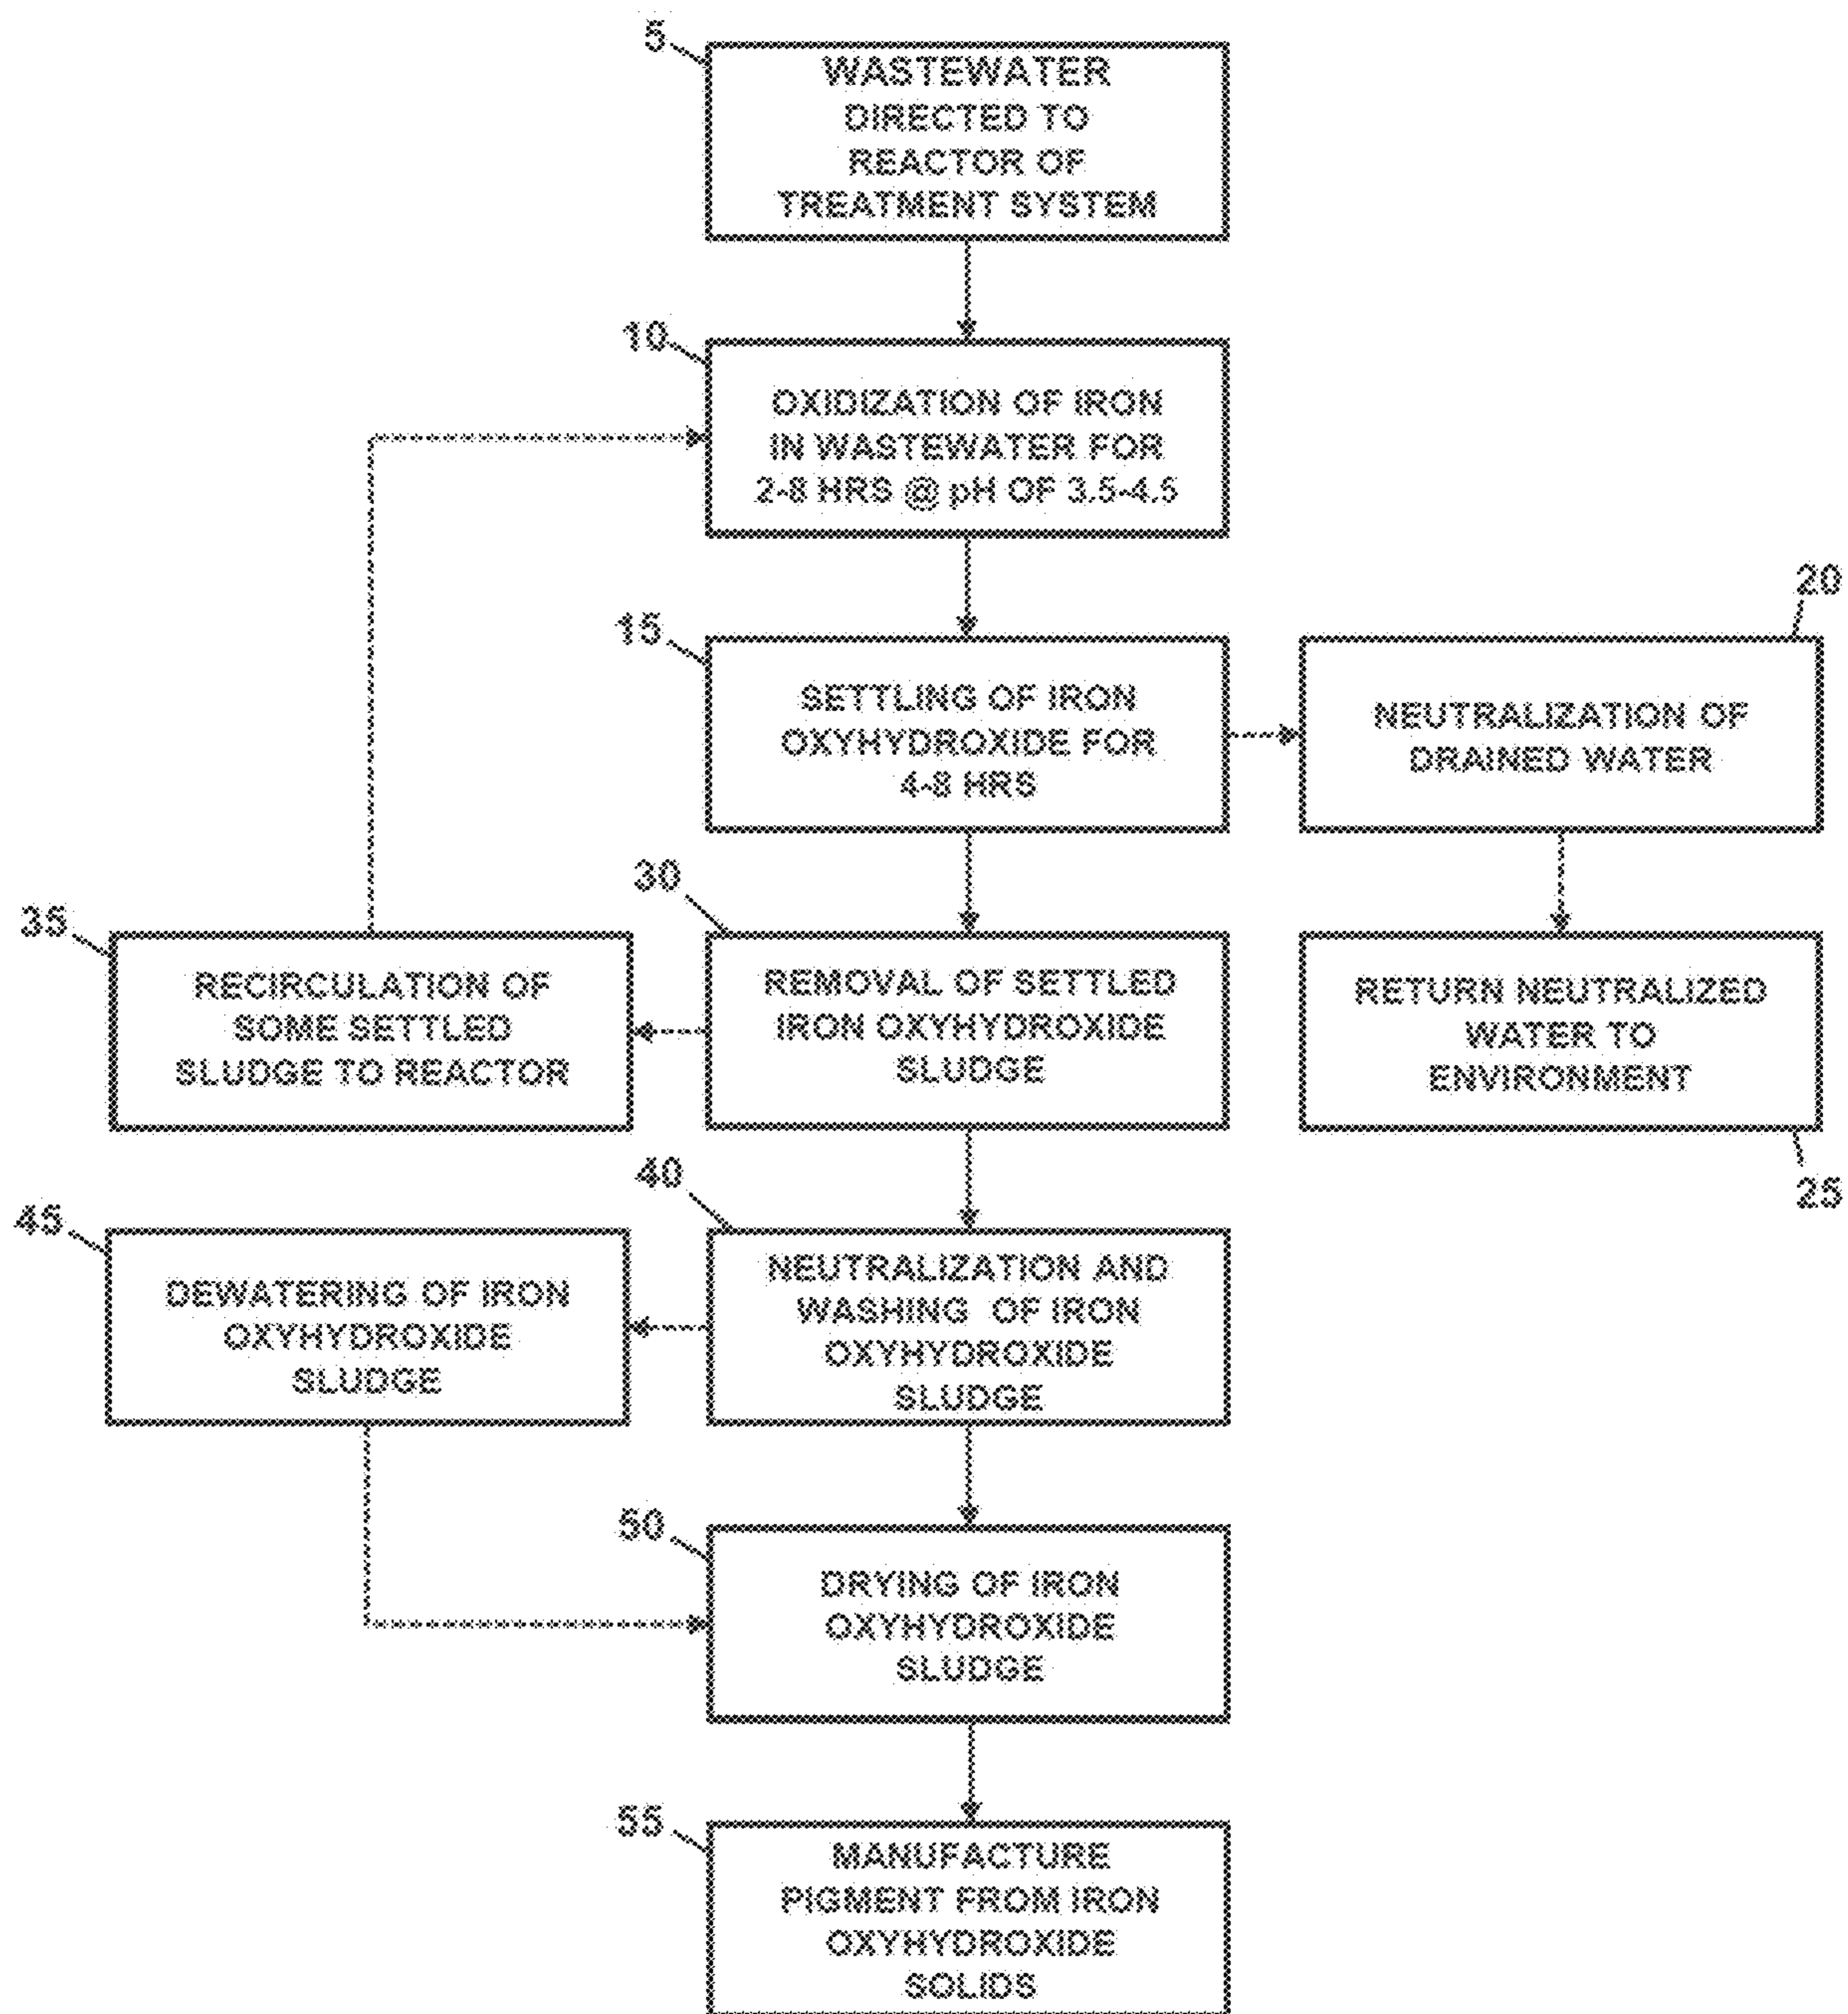 5
WASTEWATER
DIRECTED TO
REACTOR OF
TREATMENT SYSTEM
10
OXIDIZATION OF IRON
IN WASTEWATER FOR
2-8 HRS @ pH OF 3.5-4.5
15
SETTLING OF IRON
OXYHYDROXIDE FOR
4-8 HRS
20
NEUTRALIZATION OF
DRAINED WATER
30
REMOVAL OF SETTLED
IRON OXYHYDROXIDE
SLUDGE
35
RECIRCULATION OF
SOME SETTLED
SLUDGE TO REACTOR
RETURN NEUTRALIZED
WATER TO
ENVIRONMENT
25
40
NEUTRALIZATION AND
WASHING OF IRON
OXYHYDROXIDE
SLUDGE
45
DEWATERING OF IRON
OXYHYDROXIDE
SLUDGE
50
DRYING OF IRON
OXYHYDROXIDE
SLUDGE
55
MANUFACTURE
PIGMENT FROM IRON
OXYHYDROXIDE
SOLIDS